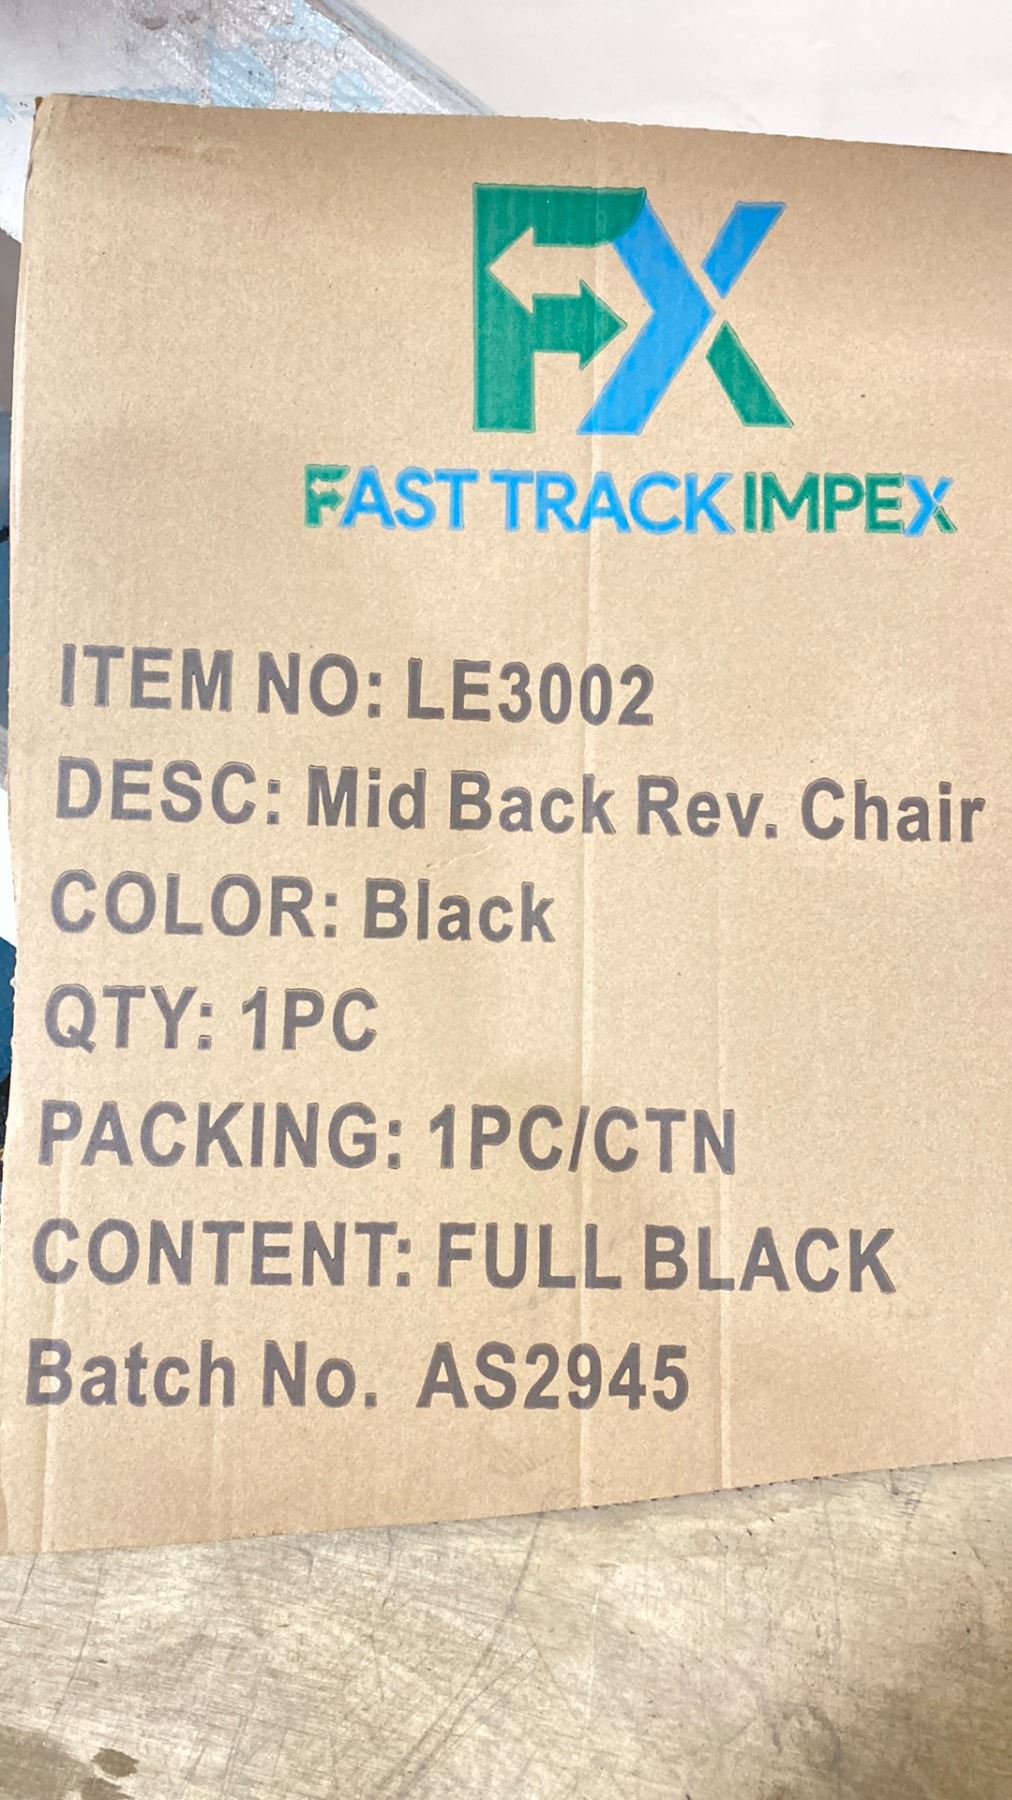 FX
FAST TRACK IMPEX
ITEM NO: LE3002
DESC: Mid Back Rev. Chair
COLOR: Black
QTY: 1PC
PACKING: 1PC/CTN
CONTENT: FULL BLACK
Batch No. AS2945